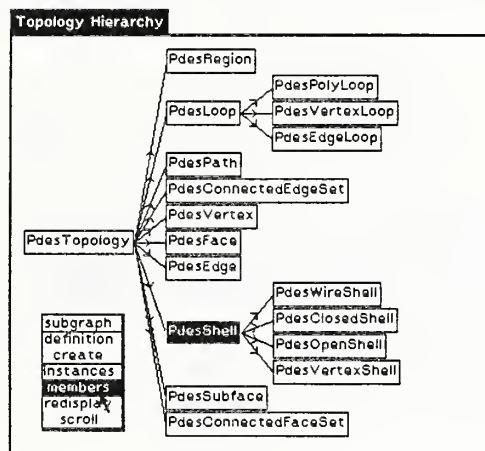 Topology Hierarchy
PdesRegion
PdesPolyLoop
PdesLoop
PdesVertexLoop
PdesEdgeLoop
PdesPath
PdesConnectedEdgeSet
PdesVertex
PdesTopology
PdesFace
PdesEdge
PdesWireShell
PdesClosedShell
PdesShell
PdesOpenShell
PdesVertexShell
subgraph
definition
create
instances
members
redisplay
scroll
PdesSubface
PdesConnectedFaceSet